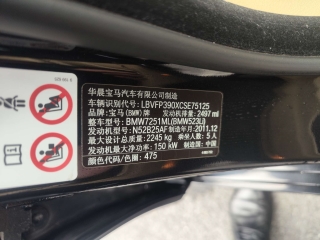 华晨宝马汽车有限公司制造
车辆识别代号: LBVFP390XCSE75125
品牌: 宝马(BMW)牌 发动机排量: 2497 ml
整车型号: BMW7251ML(BMW523Li)
发动机型号: N52B25AF 制造年月: 2011.12
最大设计总质量: 2245 kg 乘坐人数: 5 人
发动机最大净功率: 150 kW 制造国: 中国
颜色代码/色圈: 475